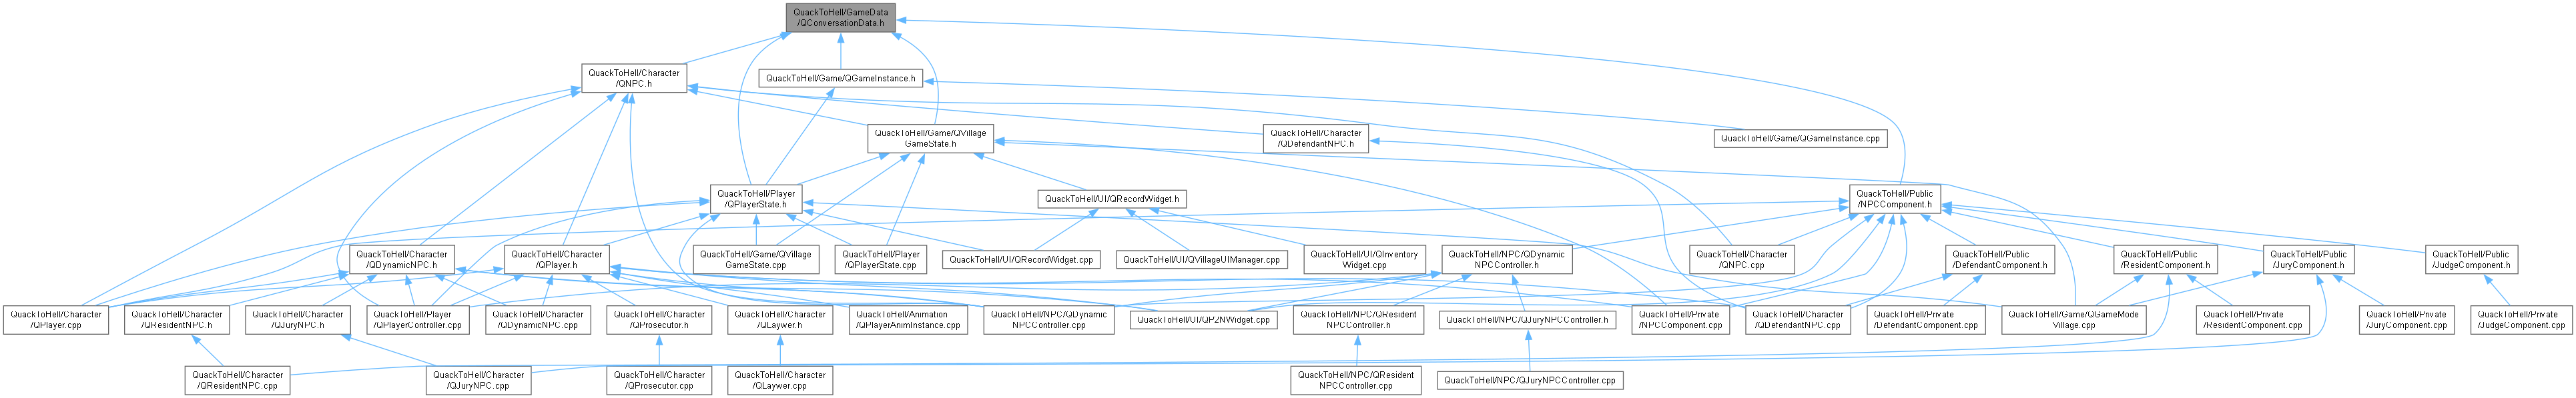 QuackToHell/GameData
/QConversationData.h
QuackToHell/Character
/QNPC.h
QuackToHell/Game/QGameInstance.h
QuackToHell/Game/QVillage
GameState.h
QuackToHell/Character
/QDefendantNPC.h
QuackToHell/Game/QGameInstance.cpp
QuackToHell/Player
/QPlayerState.h
QuackToHell/UI/QRecordWidget.h
QuackToHell/Public
/NPCComponent.h
QuackToHell/Character
/QDynamicNPC.h
QuackToHell/Character
/QPlayer.h
QuackToHell/Game/QVillage
GameState.cpp
QuackToHell/Player
/QPlayerState.cpp
QuackToHell/UI/QRecordWidget.cpp
QuackToHell/UI/QVillageUIManager.cpp
QuackToHell/UI/QInventory
Widget.cpp
QuackToHell/NPC/QDynamic
NPCController.h
QuackToHell/Character
/QNPC.cpp
QuackToHell/Public
/DefendantComponent.h
QuackToHell/Public
/ResidentComponent.h
QuackToHell/Public
/JuryComponent.h
QuackToHell/Public
/JudgeComponent.h
QuackToHell/Character
/QPlayer.cpp
QuackToHell/Character
/QResidentNPC.h
QuackToHell/Character
/QJuryNPC.h
QuackToHell/Player
/QPlayerController.cpp
QuackToHell/Character
/QDynamicNPC.cpp
QuackToHell/Character
/QProsecutor.h
QuackToHell/Character
/QLaywer.h
QuackToHell/Animation
/QPlayerAnimInstance.cpp
QuackToHell/NPC/QDynamic
NPCController.cpp
QuackToHell/UI/QP2NWidget.cpp
QuackToHell/NPC/QResident
NPCController.h
QuackToHell/NPC/QJuryNPCController.h
QuackToHell/Private
/NPCComponent.cpp
QuackToHell/Character
/QDefendantNPC.cpp
QuackToHell/Private
/DefendantComponent.cpp
QuackToHell/Game/QGameMode
Village.cpp
QuackToHell/Private
/ResidentComponent.cpp
QuackToHell/Private
/JuryComponent.cpp
QuackToHell/Private
/JudgeComponent.cpp
QuackToHell/Character
/QResidentNPC.cpp
QuackToHell/Character
/QJuryNPC.cpp
QuackToHell/Character
/QProsecutor.cpp
QuackToHell/Character
/QLaywer.cpp
QuackToHell/NPC/QResident
NPCController.cpp
QuackToHell/NPC/QJuryNPCController.cpp